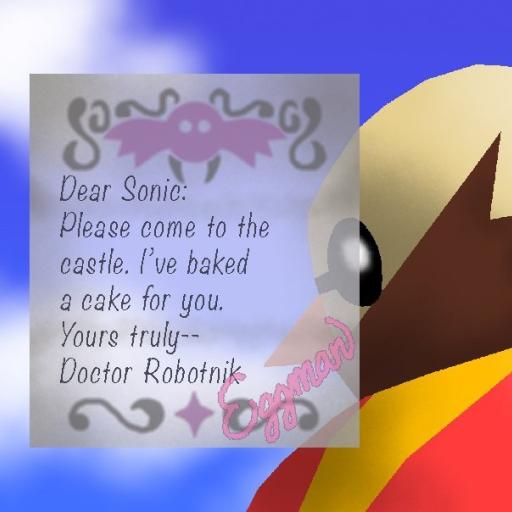 Dear Sonic:
Please come to the
castle. I've baked
a cake for you.
Yours truly--
Doctor Robotnik
Eggman